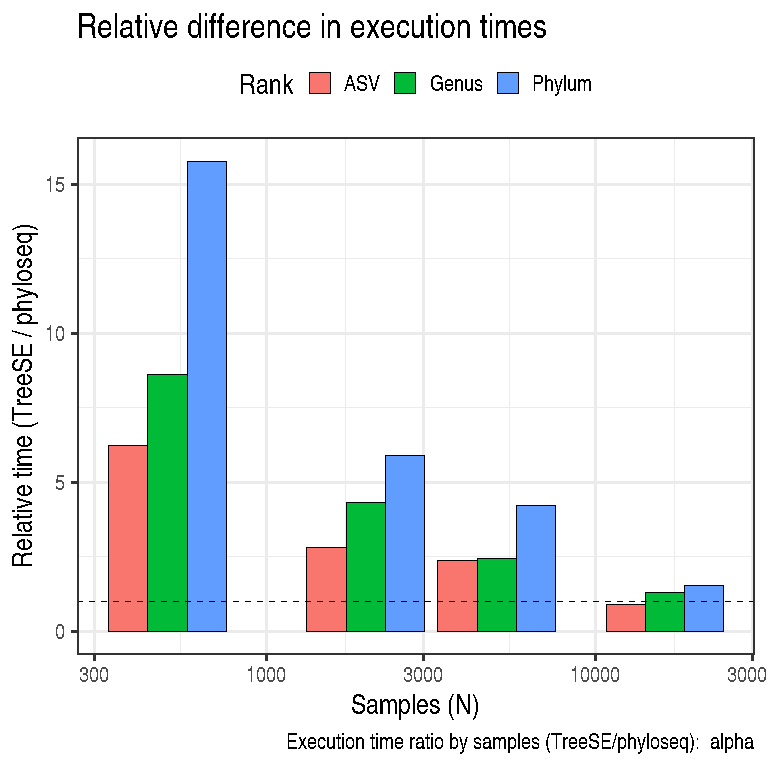 Relative difference in execution times
Rank ASV Genus Phylum
Relative time (TreeSE / phyloseq)
15
10
5
0
300 1000 3000 10000 3000
Samples (N)
Execution time ratio by samples (TreeSE/phyloseq): alpha